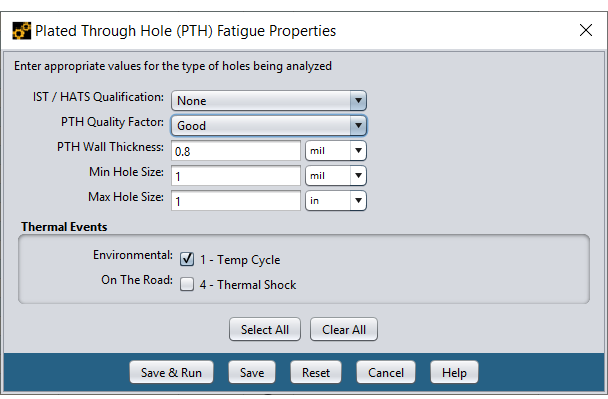 Plated Through Hole (PTH) Fatigue Properties
Enter appropriate values for the type of holes being analyzed
IST / HATS Qualification: None
PTH Quality Factor: Good
PTH Wall Thickness: 0.8 mil
Min Hole Size: 1 mil
Max Hole Size: 1 in
Thermal Events
Environmental: 1 - Temp Cycle
On The Road: 4 - Thermal Shock
Select All Clear All
Save & Run Save Reset Cancel Help